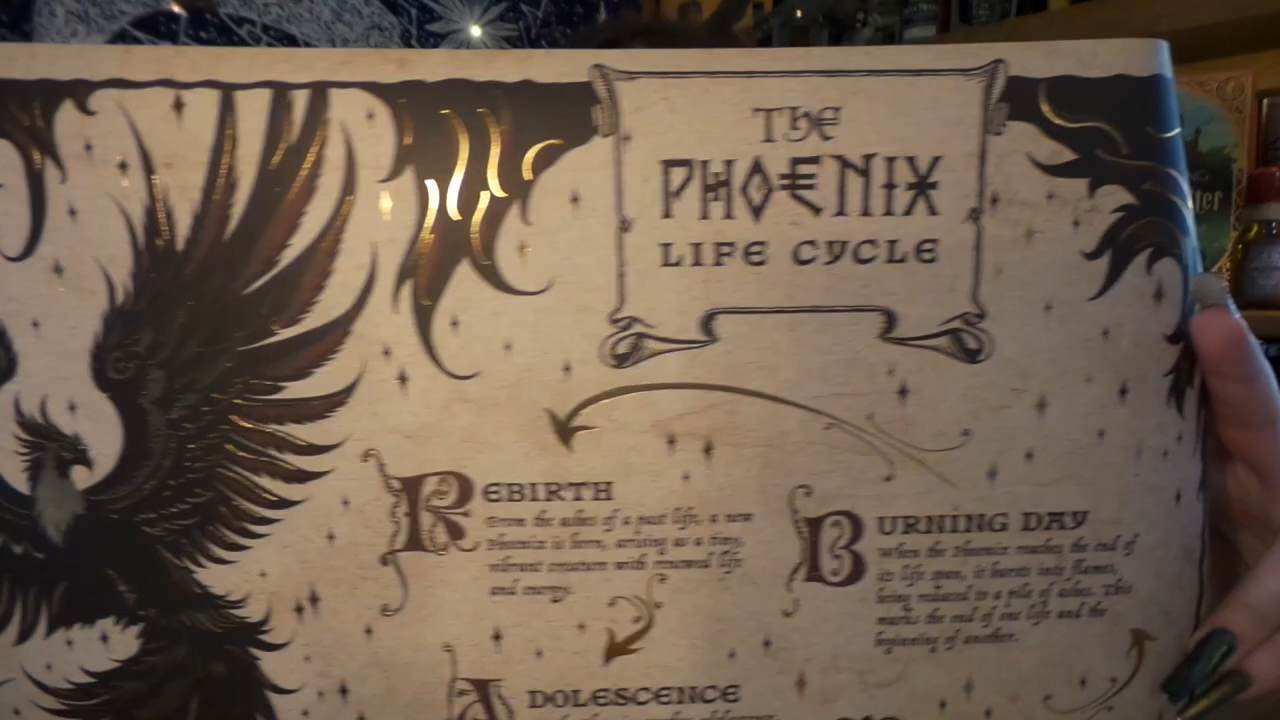 The
PHOENIX
LIFE CYCLE
REBIRTH
From the ashes of a past life, a new
Phoenix is born, arising as a tiny,
vibrant creature with renewed life
and energy.
BURNING DAY
When the Phoenix reaches the end of
its life span, it bursts into flames,
being reduced to a pile of ashes. This
marks the end of one life and the
beginning of another.
ADOLESCENCE